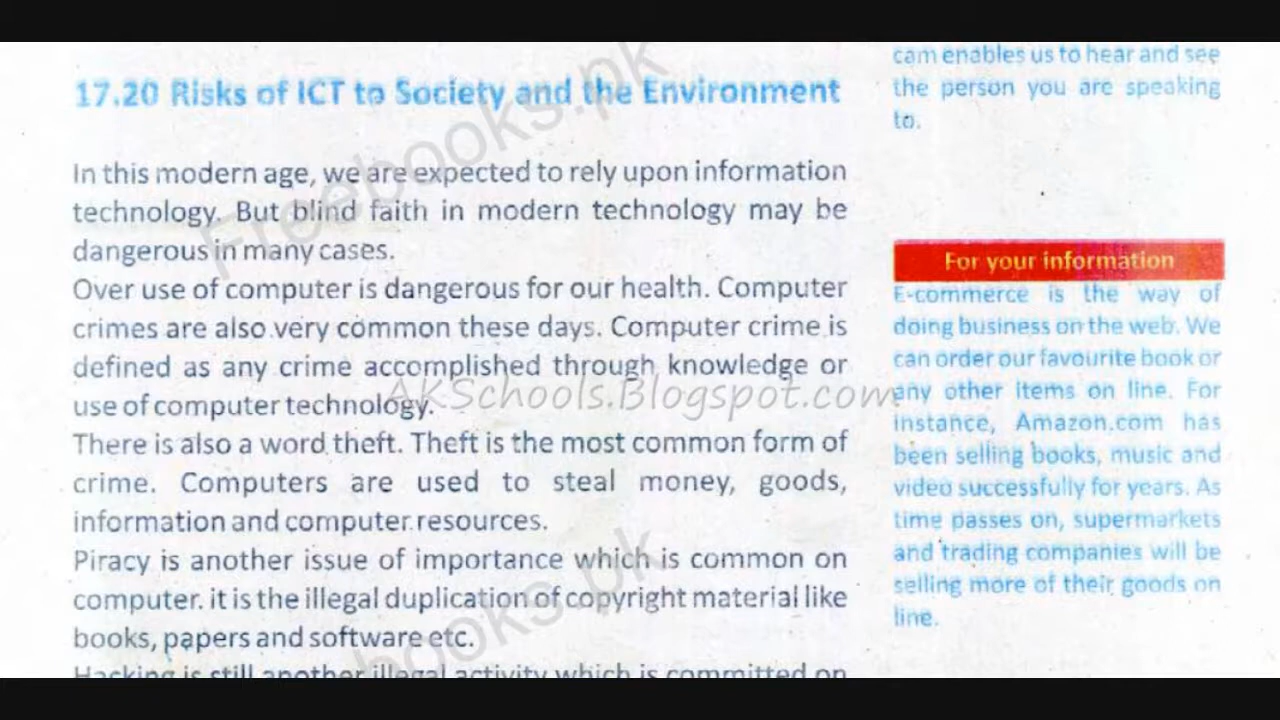 17.20 Risks of ICT to Society and the Environment
In this modern age, we are expected to rely upon information
technology. But blind faith in modern technology may be
dangerous in many cases.
Over use of computer is dangerous for our health. Computer
crimes are also very common these days. Computer crime is
defined as any crime accomplished through knowledge or
use of computer technology.
There is also a word theft. Theft is the most common form of
crime. Computers are used to steal money, goods,
information and computer resources.
Piracy is another issue of importance which is common on
computer. it is the illegal duplication of copyright material like
books, papers and software etc.
Hacking is still another illegal activity which is committed on
cam enables us to hear and see
the person you are speaking
to.
For your information
E-commerce is the way of
doing business on the web. We
can order our favourite book or
any other items on line. For
instance, Amazon.com has
been selling books, music and
video successfully for years. As
time passes on, supermarkets
and trading companies will be
selling more of their goods on
line.
Freebooks.pk
AKSchools.Blogspot.com
books.pk